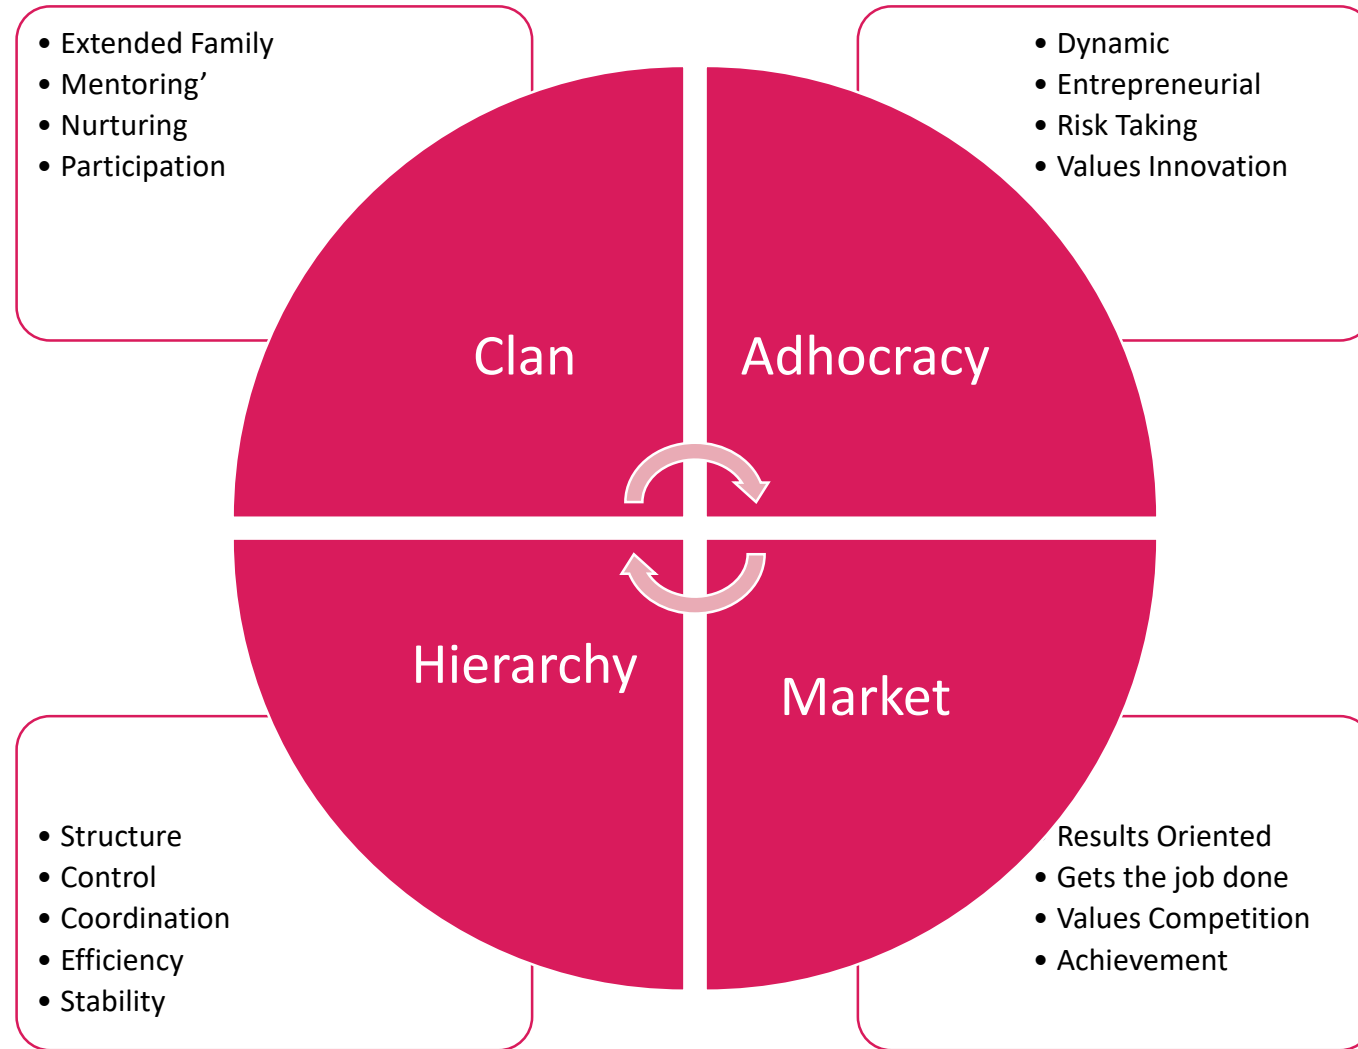 • Extended Family
• Mentoring’
• Nurturing
• Participation
• Dynamic
• Entrepreneurial
• Risk Taking
• Values Innovation
Clan
Adhocracy
Hierarchy
Market
• Structure
• Control
• Coordination
• Efficiency
• Stability
Results Oriented
• Gets the job done
• Values Competition
• Achievement